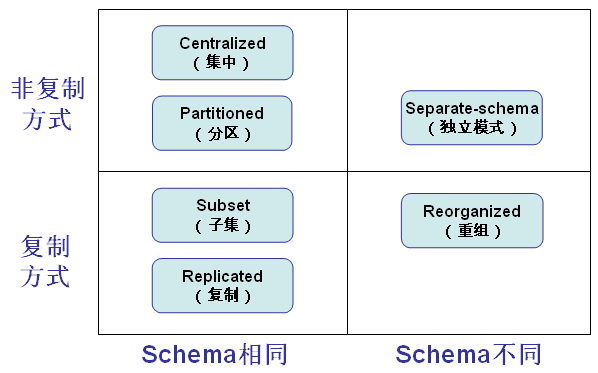 非复制
方式
Centralized
（集中）
Partitioned
（分区）
Separate-schema
（独立模式）
复制
方式
Subset
（子集）
Replicated
（复制）
Reorganized
（重组）
Schema相同
Schema不同